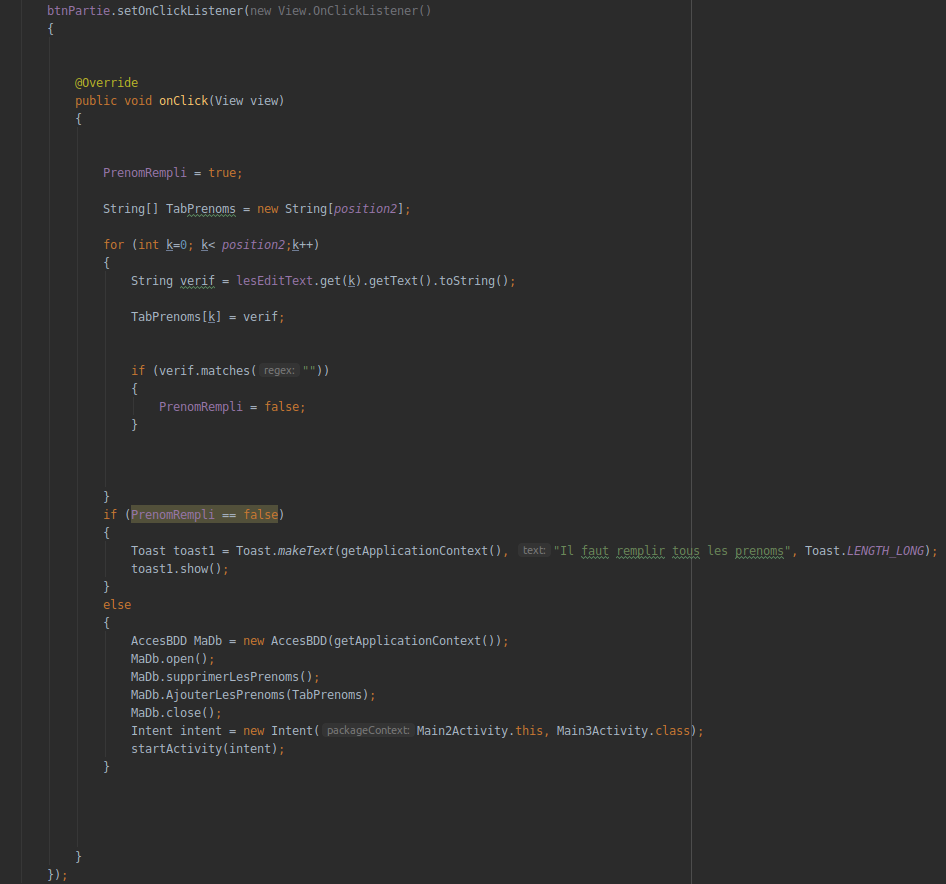 btnPartie.setOnClickListener(new View.OnClickListener()
{
@Override
public void onClick(View view)
{
PrenomRempli = true;
String[] TabPrenoms = new String[position2];
for (int k=0; k< position2;k++)
{
String verif = lesEditText.get(k).getText().toString();
TabPrenoms[k] = verif;
if (verif.matches( regex: ""))
{
PrenomRempli = false;
}
}
if (PrenomRempli == false)
{
Toast toast1 = Toast.makeText(getApplicationContext(), text: "Il faut remplir tous les prenoms", Toast.LENGTH_LONG);
toast1.show();
}
else
{
AccesBDD MaDb = new AccesBDD(getApplicationContext());
MaDb.open();
MaDb.supprimerLesPrenoms();
MaDb.AjouterLesPrenoms(TabPrenoms);
MaDb.close();
Intent intent = new Intent( packageContext: Main2Activity.this, Main3Activity.class);
startActivity(intent);
}
}
});